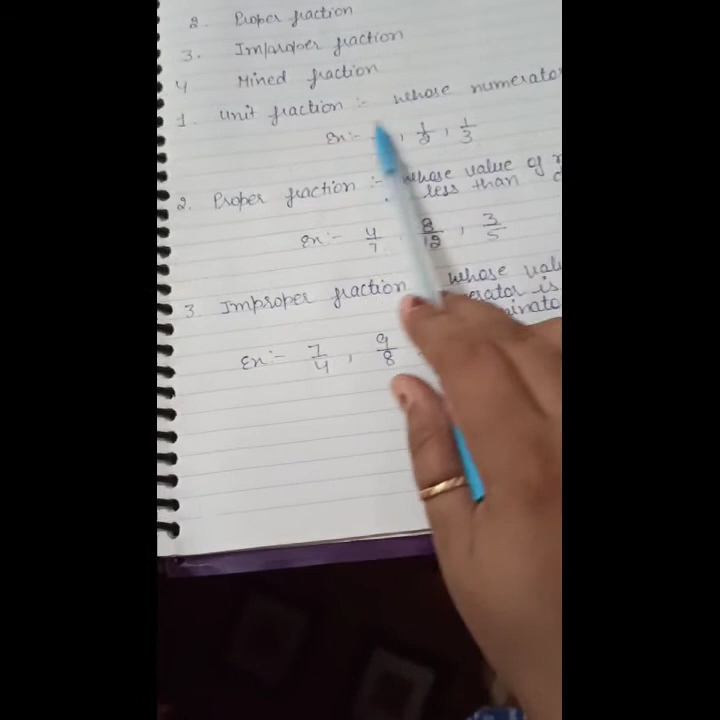 2. Proper fraction
3. Improper fraction
4 Mixed fraction
1. Unit fraction :- whose numerator
Ex:- , 1/2 , 1/3
2. Proper fraction :- whose value of
less than
Ex:- 4/7 , 8/12 , 3/5
3 Improper fraction whose
is
Ex:- 7/4 , 9/8